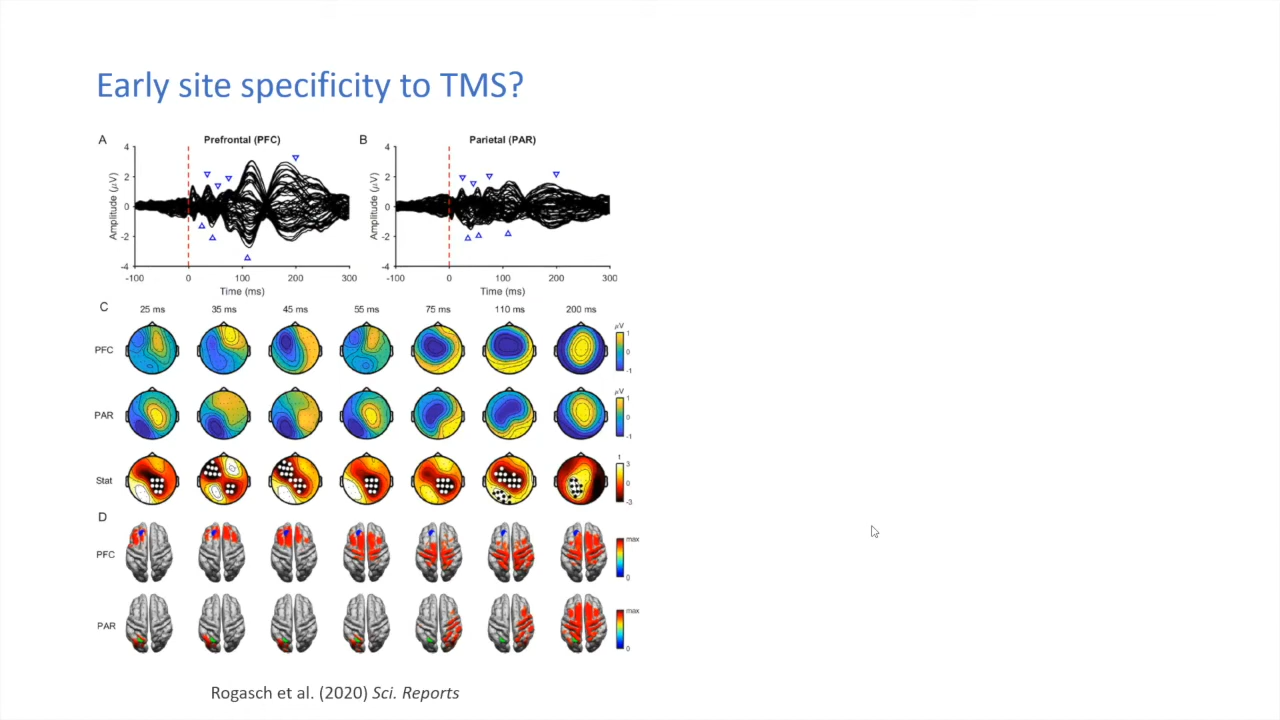 Early site specificity to TMS?
A
Prefrontal (PFC)
B
Parietal (PAR)
4
2
0
-2
-4
Amplitude (μV)
-100 0 100 200 300
Time (ms)
4
2
0
-2
-4
Amplitude (μV)
-100 0 100 200 300
Time (ms)
C
25 ms 35 ms 45 ms 55 ms 75 ms 110 ms 200 ms
PFC
μV
1
0
-1
PAR
μV
1
0
-1
Stat
t
3
0
-3
D
PFC
max
0
PAR
max
0
Rogasch et al. (2020) Sci. Reports